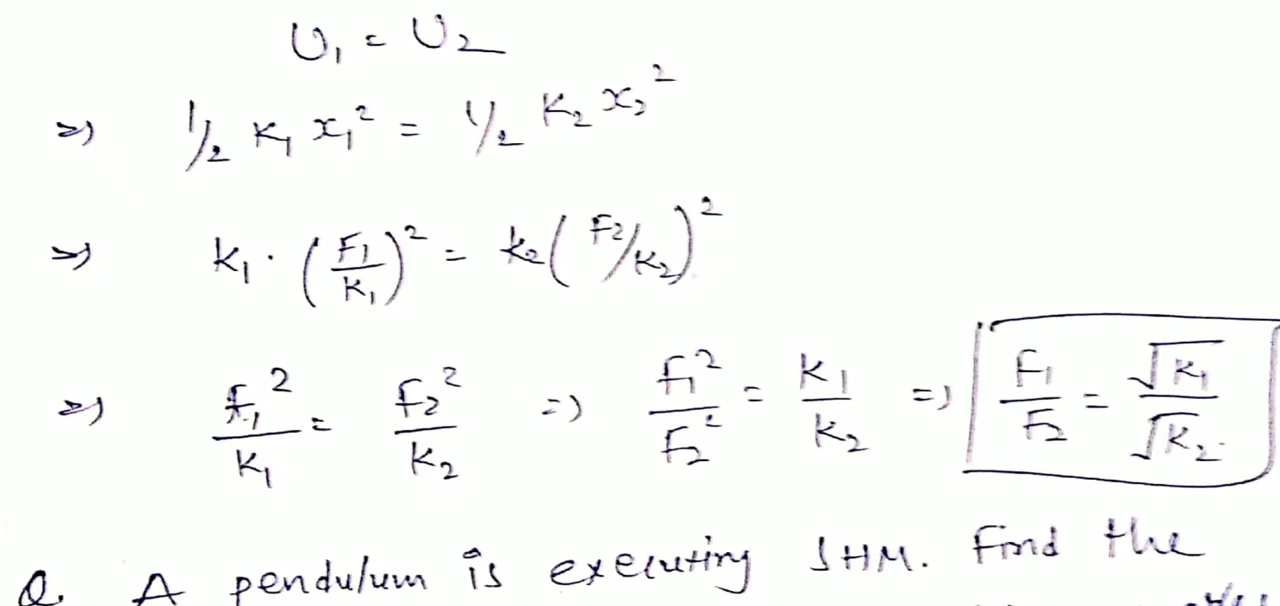 U₁ = U₂
⇒ 1/2 K₁ x₁² = 1/2 K₂ x₂²
⇒ K₁ · (F₁/K₁)² = k₂(F₂/K₂)²
⇒ F₁²/K₁ = F₂²/K₂ ⇒ F₁²/F₂² = K₁/K₂ ⇒ F₁/F₂ = √K₁/√K₂
Q. A pendulum is executing SHM. Find the